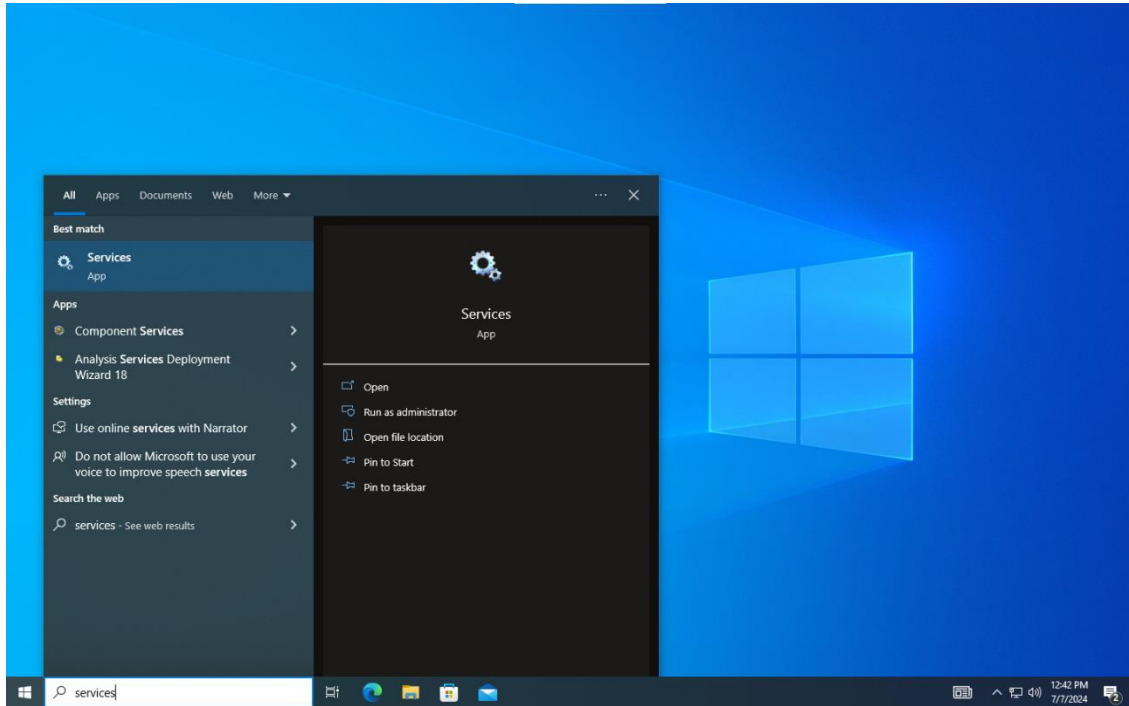 All Apps Documents Web More
Best match
Services
App
Apps
Component Services
Analysis Services Deployment
Wizard 18
Settings
Use online services with Narrator
Do not allow Microsoft to use your
voice to improve speech services
Search the web
services - See web results
Services
App
Open
Run as administrator
Open file location
Pin to Start
Pin to taskbar
services
12:42 PM
7/7/2024
2